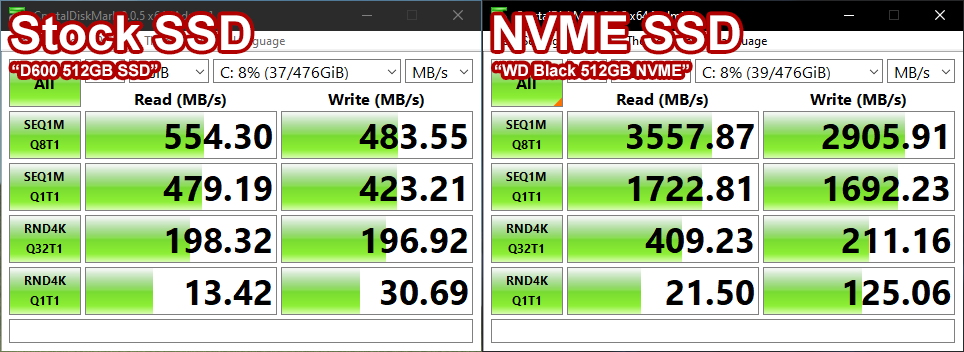 Stock SSD
"D600 512GB SSD"
C: 8% (37/476GiB)
MB/s
All
Read (MB/s)
Write (MB/s)
SEQ1M
Q8T1
554.30
483.55
SEQ1M
Q1T1
479.19
423.21
RND4K
Q32T1
198.32
196.92
RND4K
Q1T1
13.42
30.69
NVME SSD
"WD Black 512GB NVME"
C: 8% (39/476GiB)
MB/s
All
Read (MB/s)
Write (MB/s)
SEQ1M
Q8T1
3557.87
2905.91
SEQ1M
Q1T1
1722.81
1692.23
RND4K
Q32T1
409.23
211.16
RND4K
Q1T1
21.50
125.06